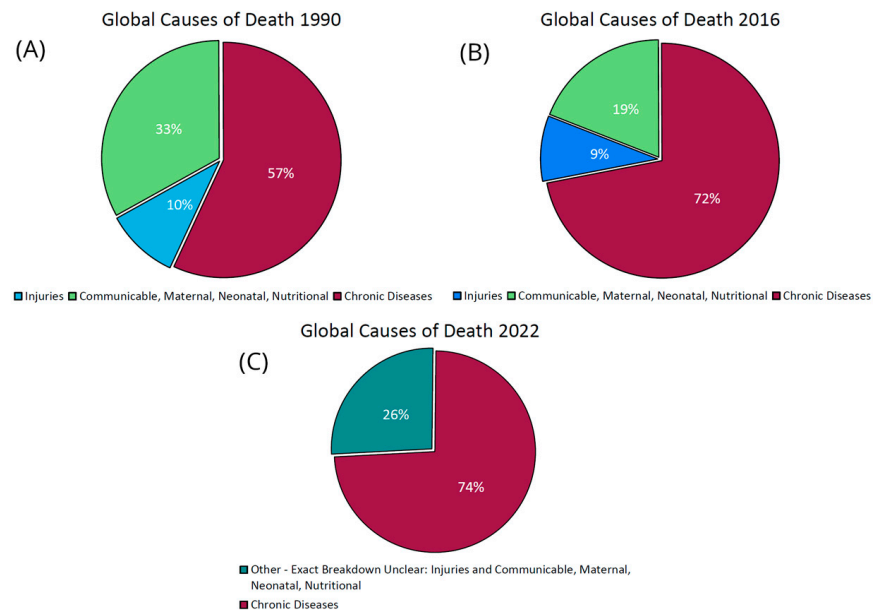 Global Causes of Death 1990
(A)
33%
57%
10%
Injuries Communicable, Maternal, Neonatal, Nutritional Chronic Diseases
Global Causes of Death 2016
(B)
19%
9%
72%
Injuries Communicable, Maternal, Neonatal, Nutritional Chronic Diseases
Global Causes of Death 2022
(C)
26%
74%
Other - Exact Breakdown Unclear: Injuries and Communicable, Maternal,
Neonatal, Nutritional
Chronic Diseases